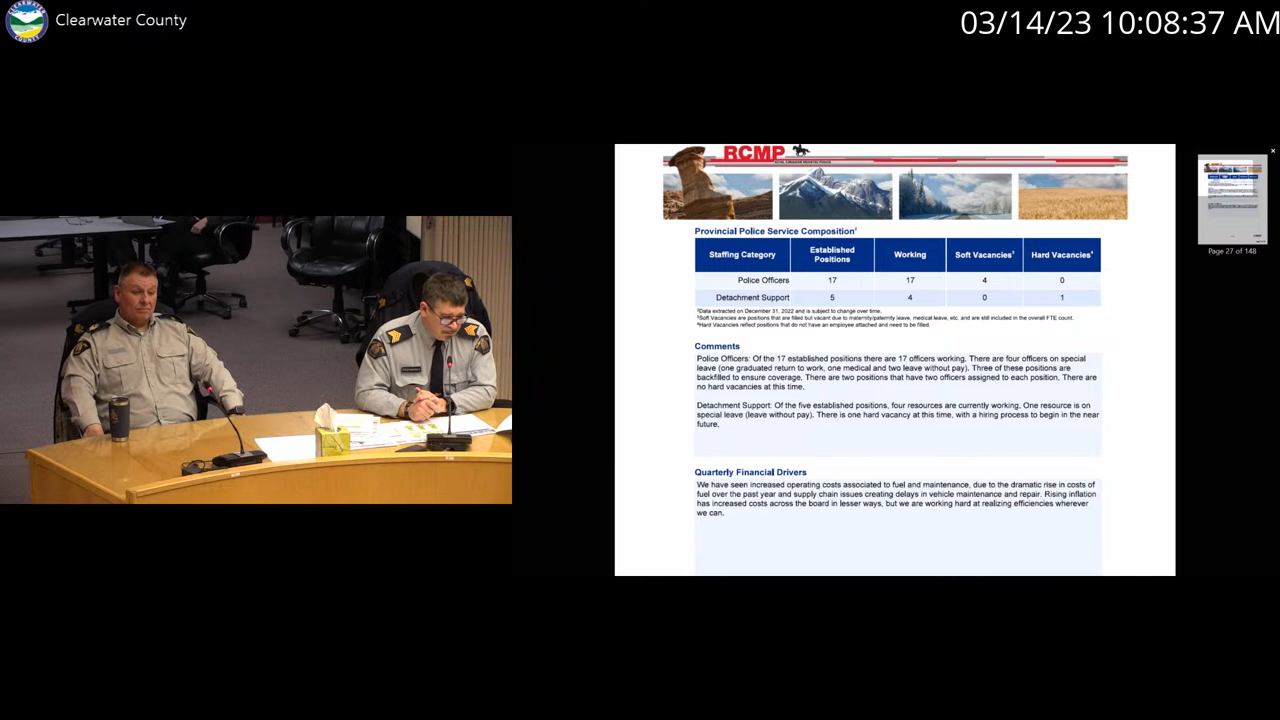 Clearwater County
03/14/23 10:08:37 AM
RCMP
Provincial Police Service Composition¹
Staffing Category
Established Positions
Working
Soft Vacancies³
Hard Vacancies⁴
Police Officers 17 17 4 0
Detachment Support 5 4 0 1
²Data extracted on December 31, 2022 and is subject to change over time.
³Soft Vacancies are positions that are filled but vacant due to maternity/paternity leave, medical leave, etc. and are still included in the overall FTE count.
⁴Hard Vacancies reflect positions that do not have an employee attached and need to be filled.
Comments
Police Officers: Of the 17 established positions there are 17 officers working. There are four officers on special
leave (one graduated return to work, one medical and two leave without pay). Three of these positions are
backfilled to ensure coverage. There are two positions that have two officers assigned to each position. There are
no hard vacancies at this time.
Detachment Support: Of the five established positions, four resources are currently working. One resource is on
special leave (leave without pay). There is one hard vacancy at this time, with a hiring process to begin in the near
future.
Quarterly Financial Drivers
We have seen increased operating costs associated to fuel and maintenance, due to the dramatic rise in costs of
fuel over the past year and supply chain issues creating delays in vehicle maintenance and repair. Rising inflation
has increased costs across the board in lesser ways, but we are working hard at realizing efficiencies wherever
we can.
Page 27 of 148